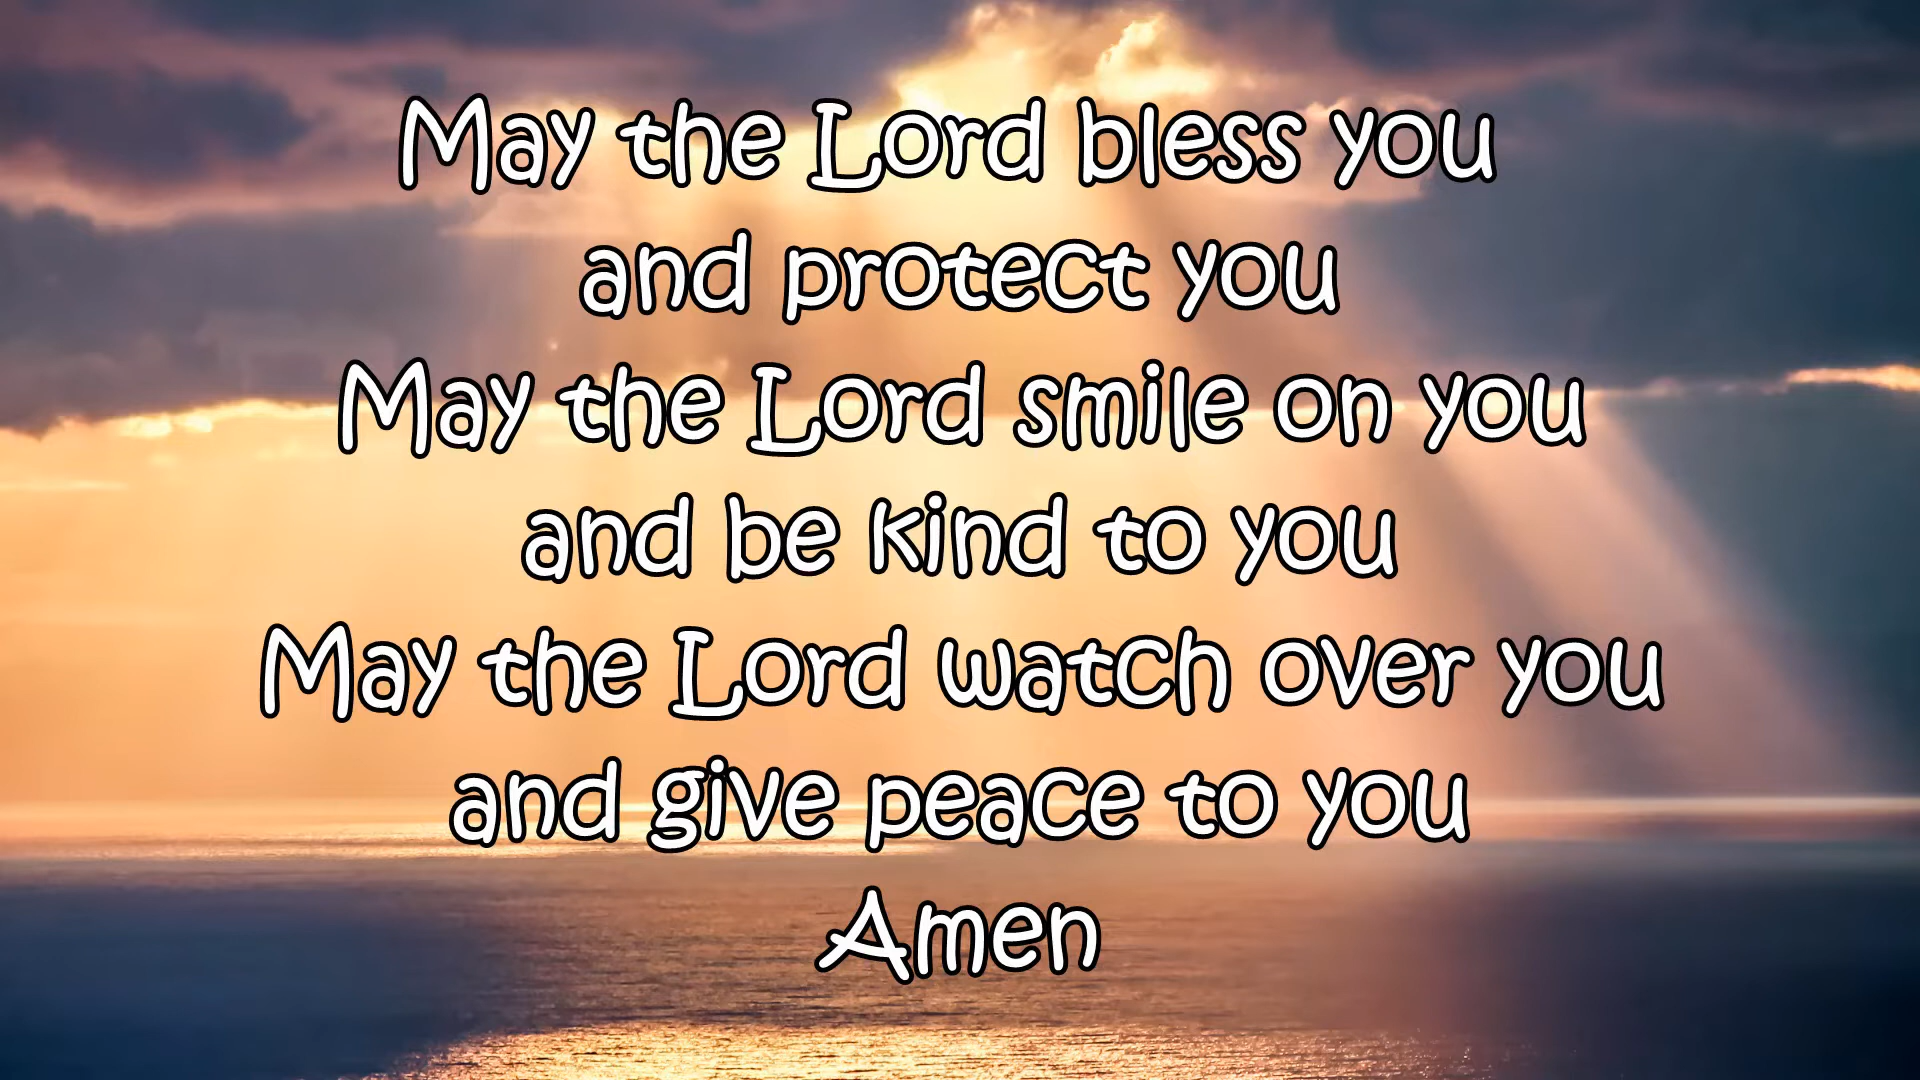 May the Lord bless you
and protect you
May the Lord smile on you
and be kind to you
May the Lord watch over you
and give peace to you
Amen